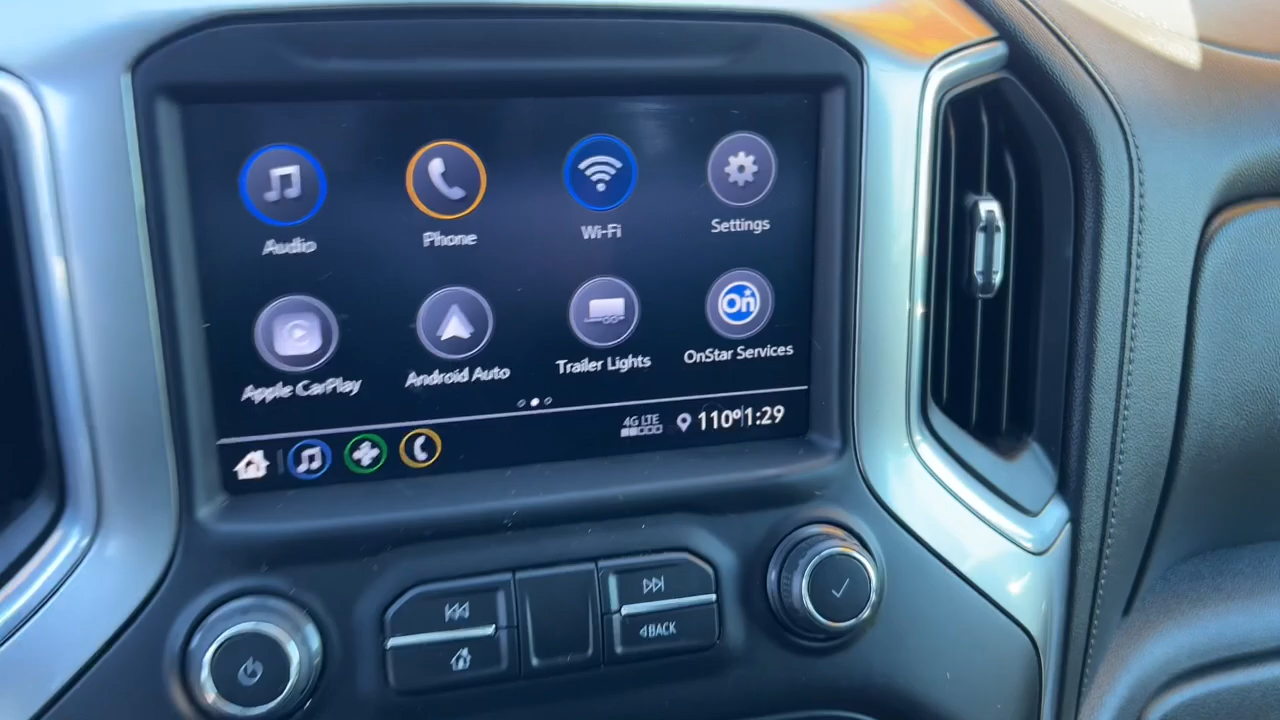 Audio Phone Wi-Fi Settings
On
Apple CarPlay Android Auto Trailer Lights OnStar Services
4G LTE 110° 1:29
BACK